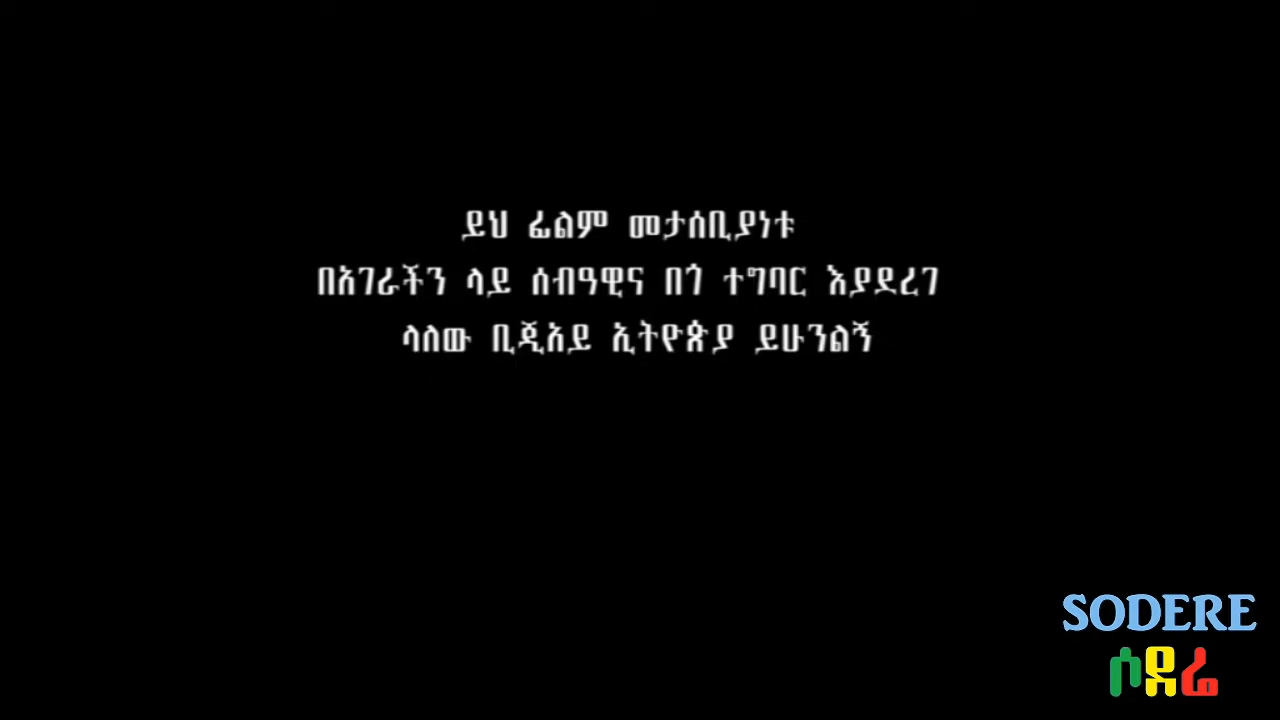 ይህ ፊልም መታሰቢያነቱ
በአገራችን ላይ ሰብዓዊና በጎ ተግባር እያደረገ
ላለው ቢጂአይ ኢትዮጵያ ይሁንልኝ
SODERE
ሶደሬ